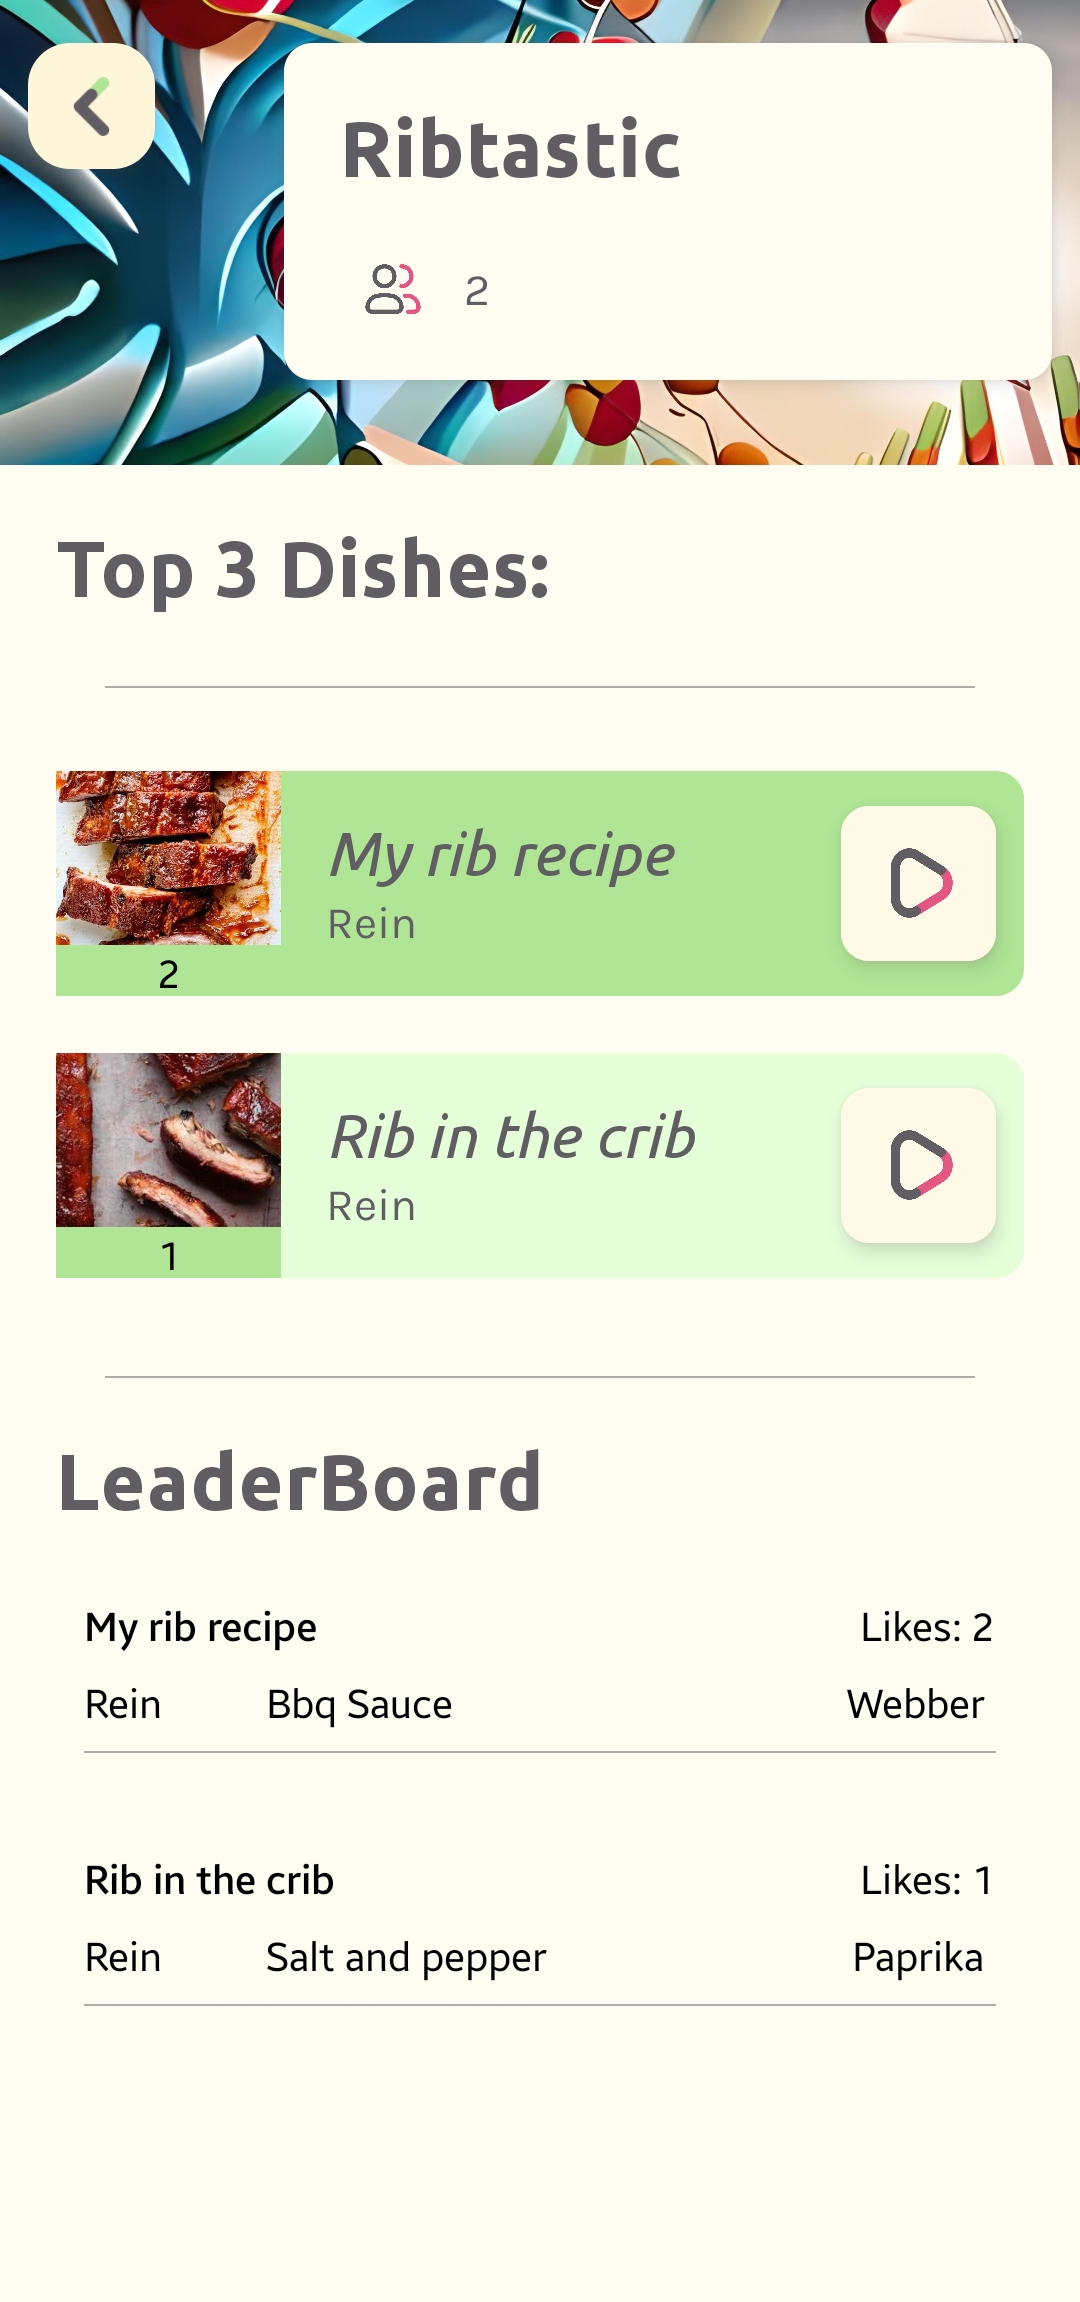 Ribtastic
2
Top 3 Dishes:
My rib recipe
Rein
2
Rib in the crib
Rein
1
LeaderBoard
My rib recipe Likes: 2
Rein Bbq Sauce Webber
Rib in the crib Likes: 1
Rein Salt and pepper Paprika